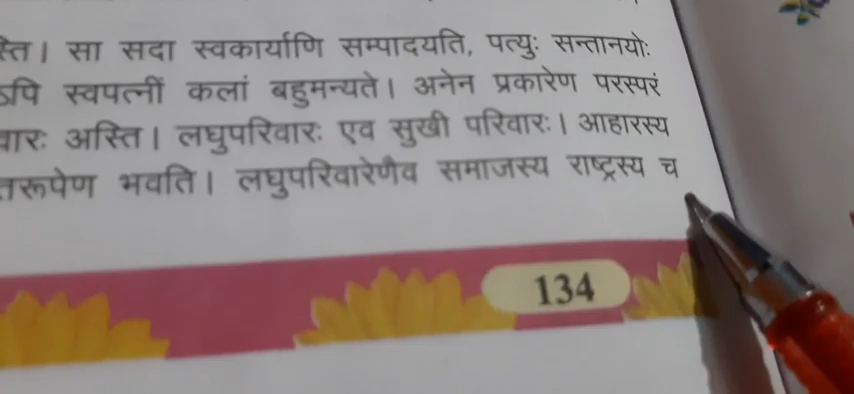 स्ति। सा सदा स्वकार्याणि सम्पादयति, पत्युः सन्तानयोः
ऽपि स्वपत्नीं कलां बहुमन्यते। अनेन प्रकारेण परस्परं
वारः अस्ति। लघुपरिवारः एव सुखी परिवारः। आहारस्य
तरूपेण भवति। लघुपरिवारेणैव समाजस्य राष्ट्रस्य च
134